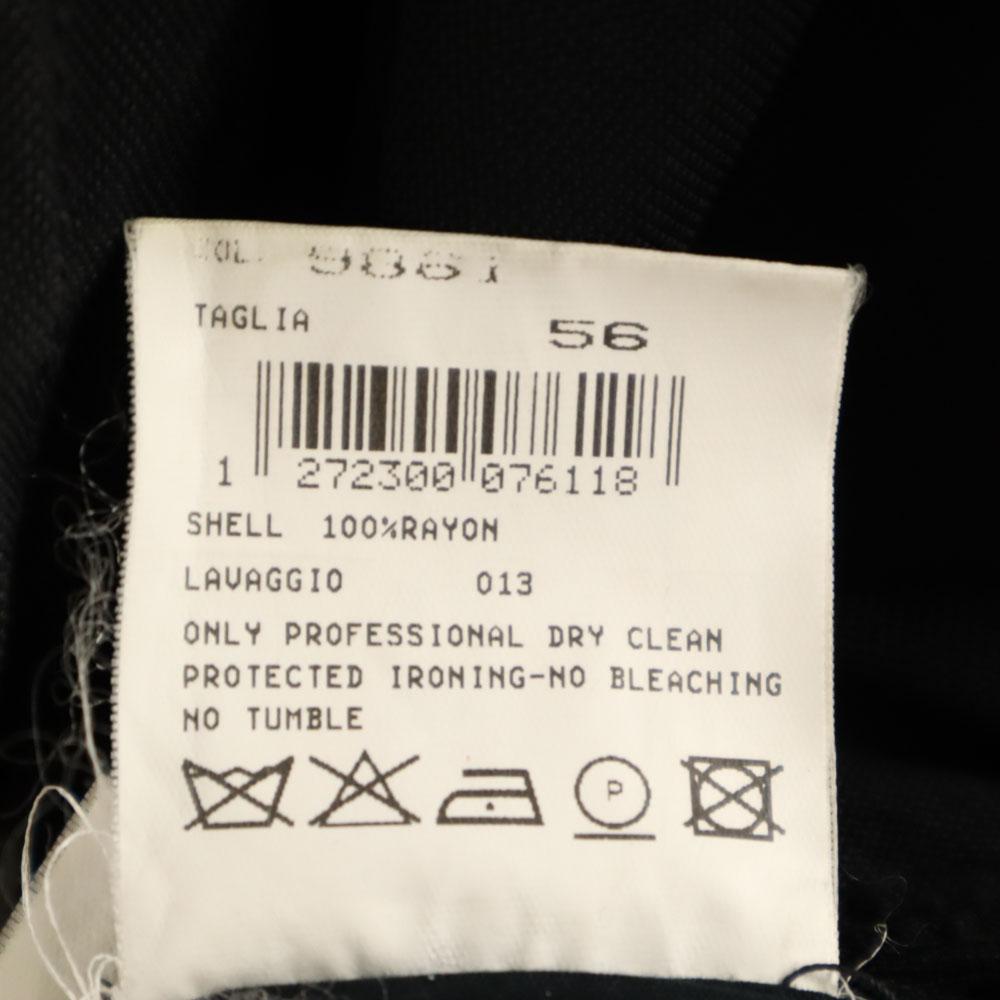 TAGLIA 56
1 272300 076118
SHELL 100%RAYON
LAVAGGIO 013
ONLY PROFESSIONAL DRY CLEAN
PROTECTED IRONING-NO BLEACHING
NO TUMBLE
P